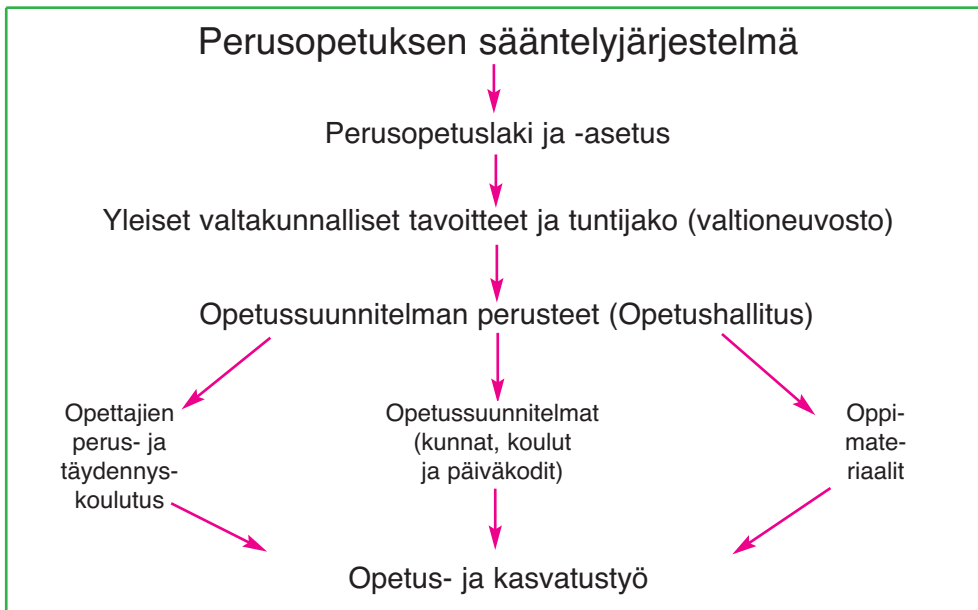 Perusopetuksen sääntelyjärjestelmä
Perusopetuslaki ja -asetus
Yleiset valtakunnalliset tavoitteet ja tuntijako (valtioneuvosto)
Opetussuunnitelman perusteet (Opetushallitus)
Opettajien
perus- ja
täydennys-
koulutus
Opetussuunnitelmat
(kunnat, koulut
ja päiväkodit)
Oppi-
mate-
riaalit
Opetus- ja kasvatustyö